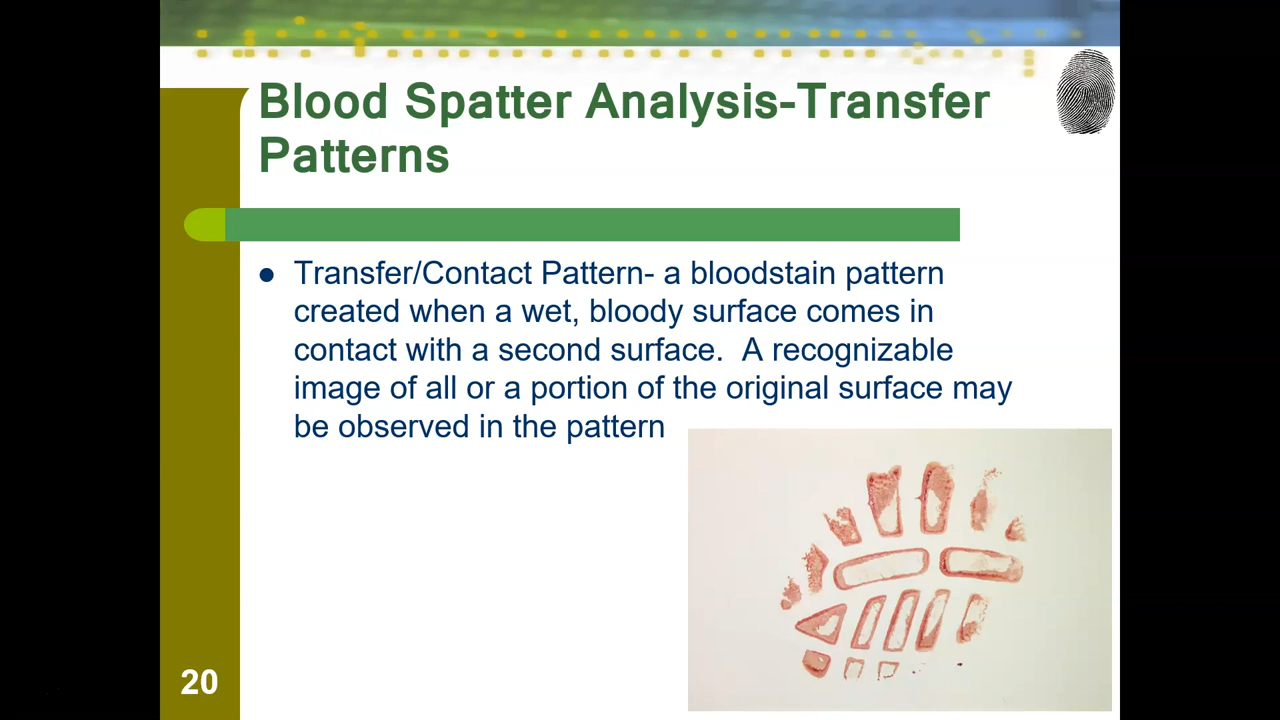 Blood Spatter Analysis-Transfer
Patterns
● Transfer/Contact Pattern- a bloodstain pattern
created when a wet, bloody surface comes in
contact with a second surface.  A recognizable
image of all or a portion of the original surface may
be observed in the pattern
20